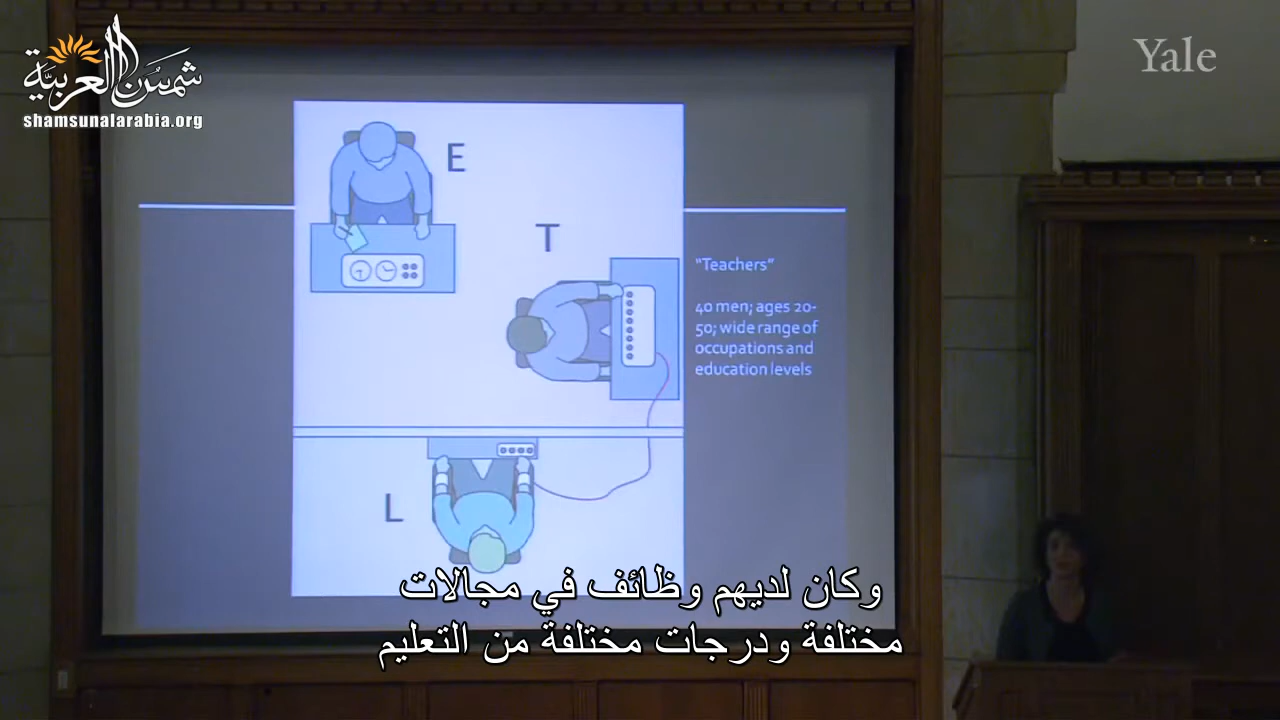 شمس العربية
shamsunalarabia.org
Yale
E
T
"Teachers"
40 men; ages 20-
50; wide range of
occupations and
education levels
L
وكان لديهم وظائف في مجالات
مختلفة ودرجات مختلفة من التعليم